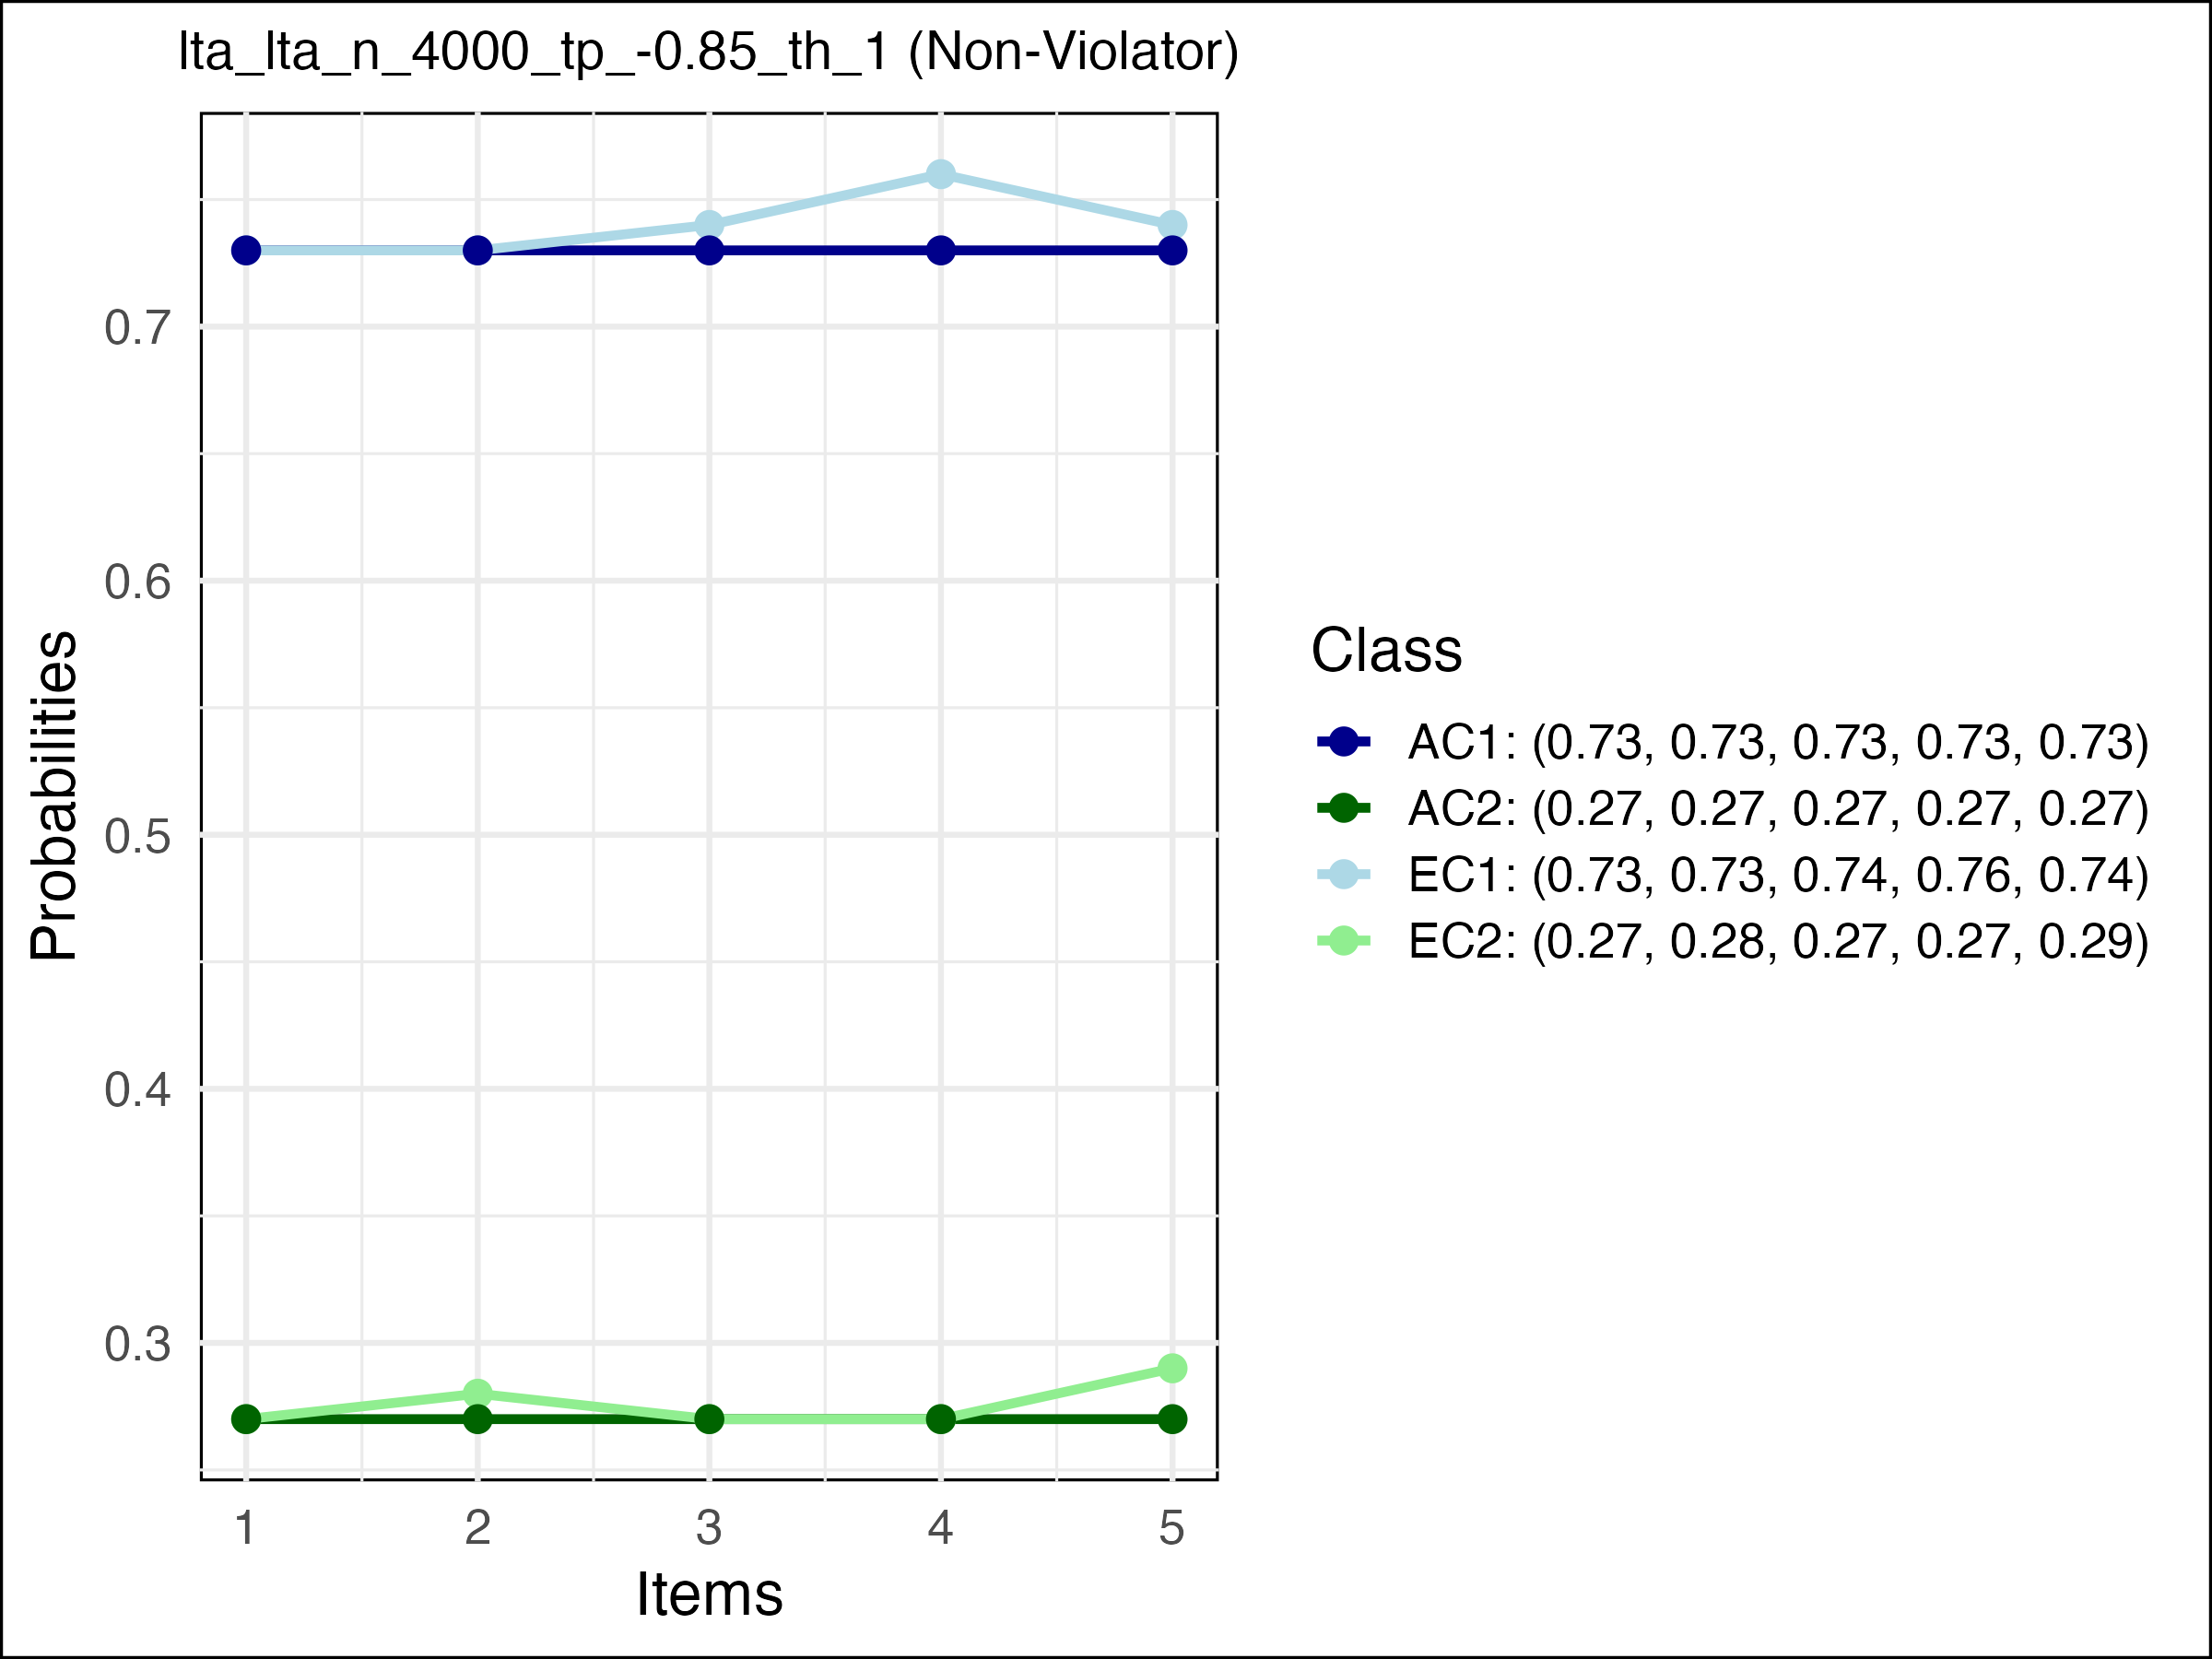 lta_lta_n_4000_tp_-0.85_th_1 (Non-Violator)
Probabilities
0.7
0.6
0.5
0.4
0.3
1 2 3 4 5
Items
Class
AC1: (0.73, 0.73, 0.73, 0.73, 0.73)
AC2: (0.27, 0.27, 0.27, 0.27, 0.27)
EC1: (0.73, 0.73, 0.74, 0.76, 0.74)
EC2: (0.27, 0.28, 0.27, 0.27, 0.29)